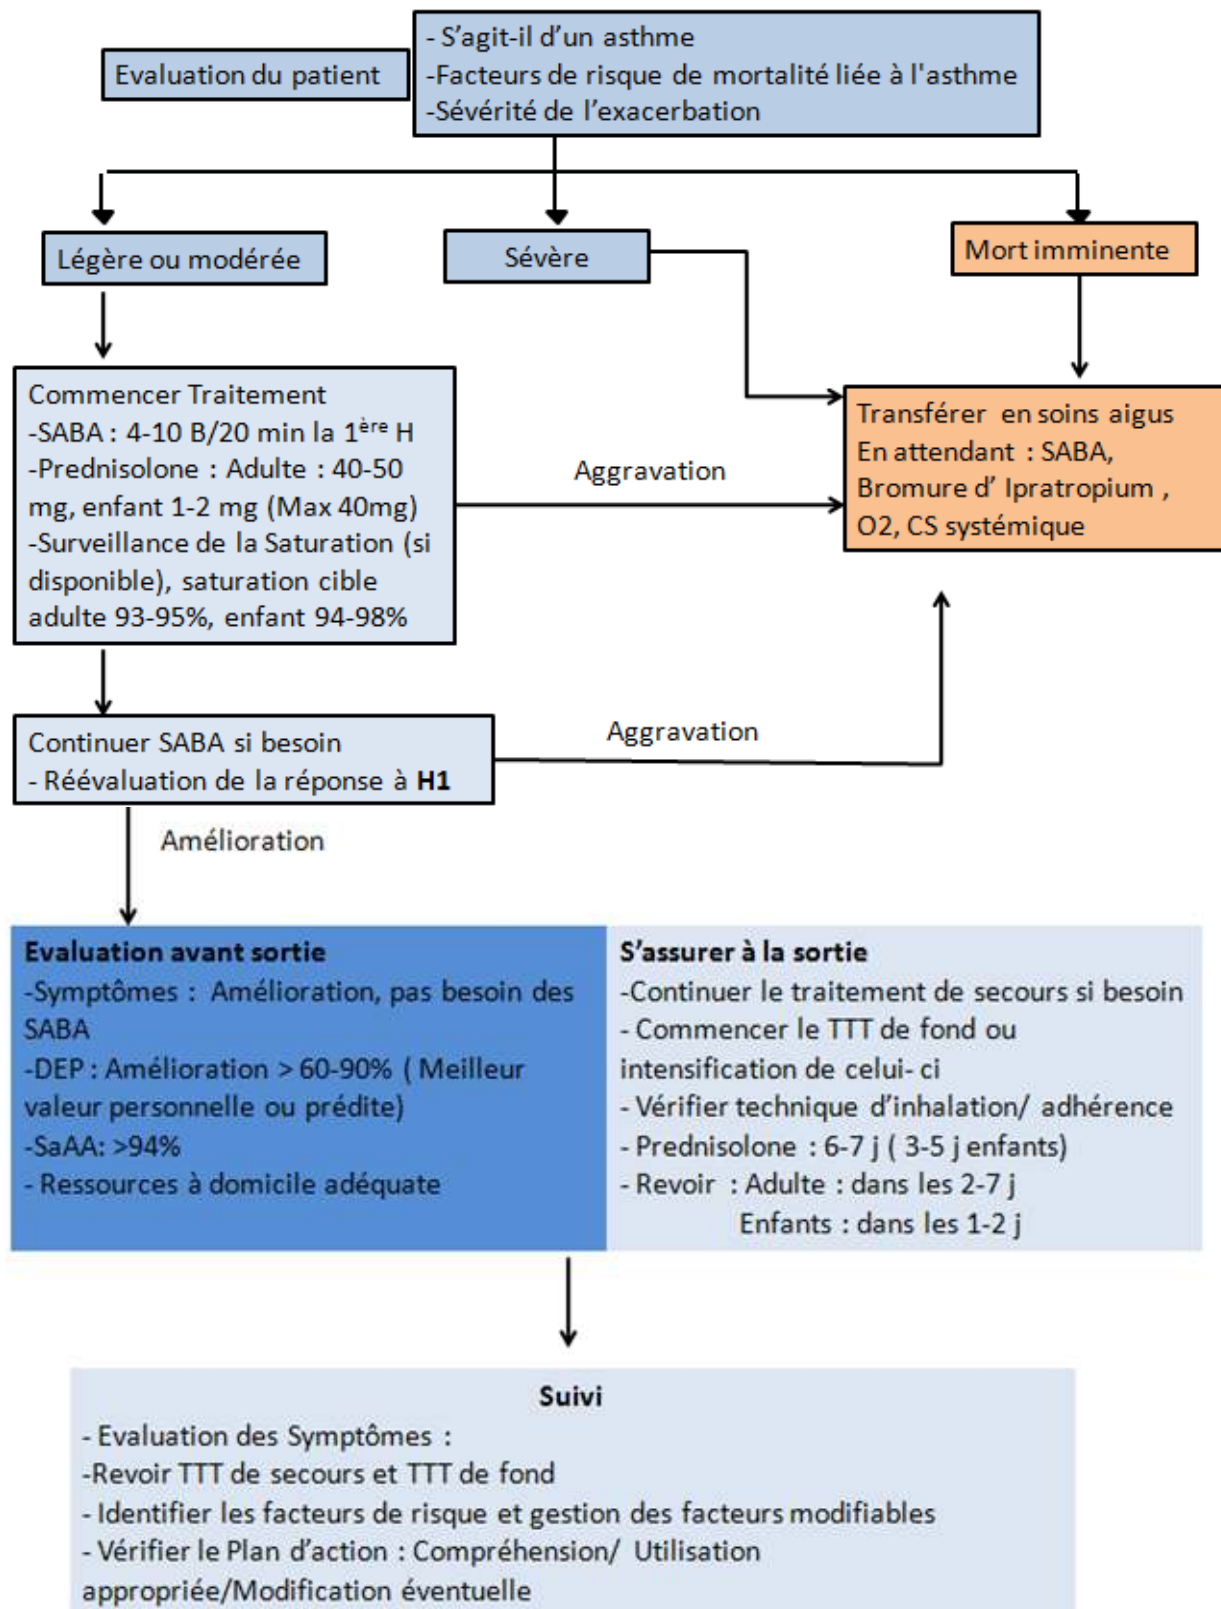 Evaluation du patient
- S’agit-il d’un asthme
-Facteurs de risque de mortalité liée à l'asthme
-Sévérité de l’exacerbation
Légère ou modérée
Sévère
Mort imminente
Commencer Traitement
-SABA : 4-10 B/20 min la 1ère H
-Prednisolone : Adulte : 40-50
mg, enfant 1-2 mg (Max 40mg)
-Surveillance de la Saturation (si
disponible), saturation cible
adulte 93-95%, enfant 94-98%
Aggravation
Transférer en soins aigus
En attendant : SABA,
Bromure d’ Ipratropium ,
O2, CS systémique
Continuer SABA si besoin
- Réévaluation de la réponse à H1
Aggravation
Amélioration
Evaluation avant sortie
-Symptômes : Amélioration, pas besoin des
SABA
-DEP : Amélioration > 60-90% ( Meilleur
valeur personnelle ou prédite)
-SaAA: >94%
- Ressources à domicile adéquate
S’assurer à la sortie
-Continuer le traitement de secours si besoin
- Commencer le TTT de fond ou
intensification de celui- ci
- Vérifier technique d’inhalation/ adhérence
- Prednisolone : 6-7 j ( 3-5 j enfants)
- Revoir : Adulte : dans les 2-7 j
Enfants : dans les 1-2 j
Suivi
- Evaluation des Symptômes :
-Revoir TTT de secours et TTT de fond
- Identifier les facteurs de risque et gestion des facteurs modifiables
- Vérifier le Plan d’action : Compréhension/ Utilisation
appropriée/Modification éventuelle